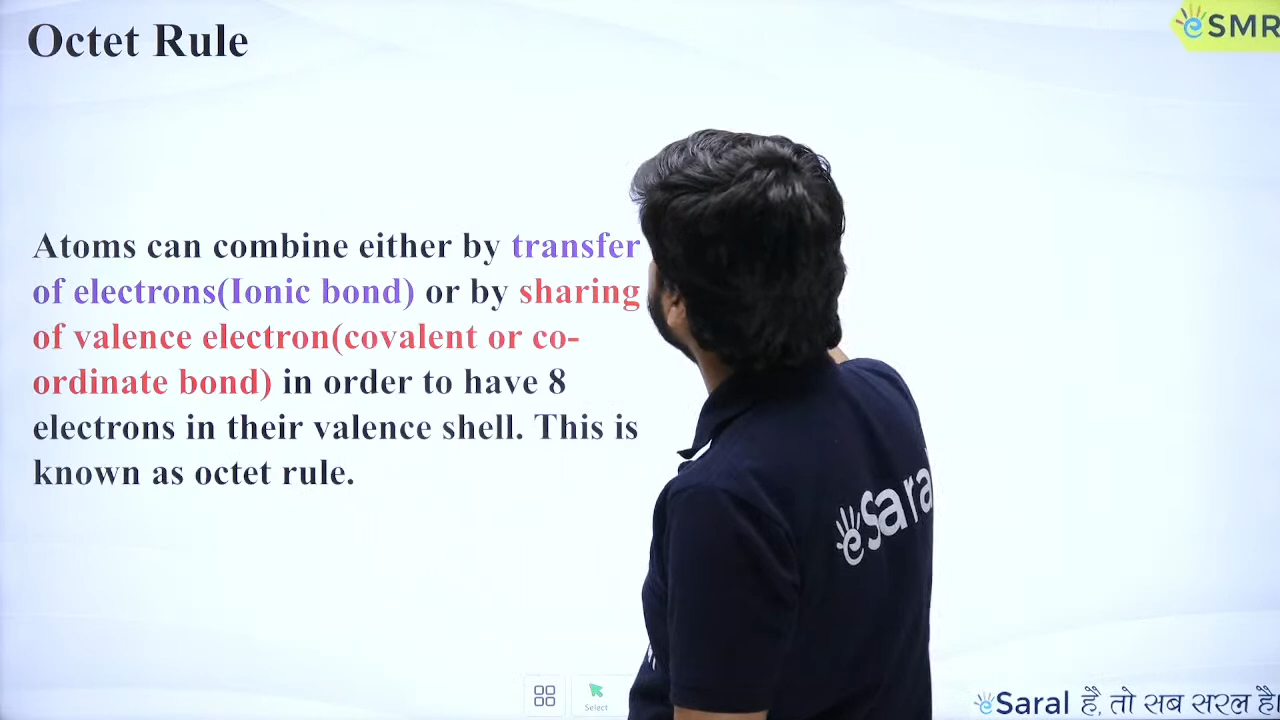 Octet Rule
eSMR
Atoms can combine either by transfer
of electrons(Ionic bond) or by sharing
of valence electron(covalent or co-
ordinate bond) in order to have 8
electrons in their valence shell. This is
known as octet rule.
eSara
Select
eSaral है, तो सब सरल है।